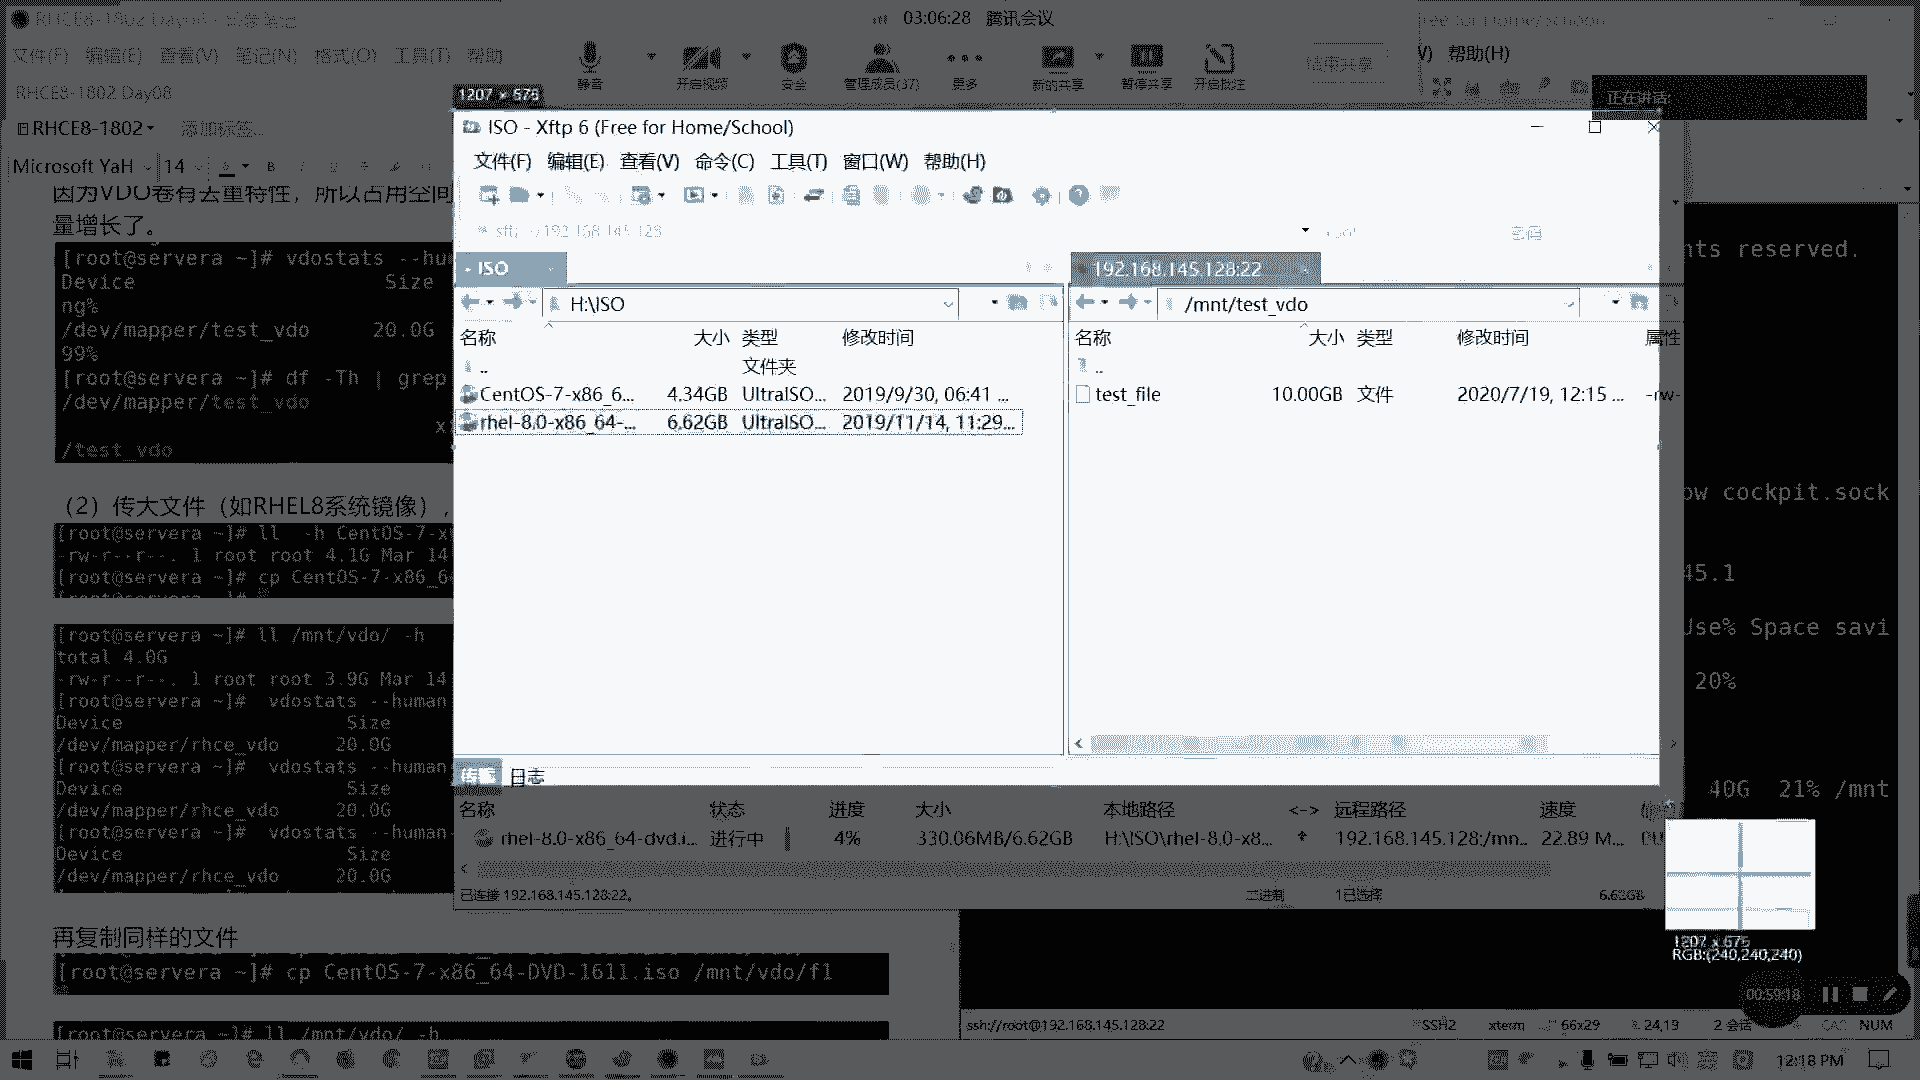 RHCE8-1802 Day08
03:06:28 腾讯会议
文件(F) 编辑(E) 查看(V) 笔记(N) 格式(O) 工具(T) 帮助
静音 开启视频 安全 管理成员(37) 更多 新的共享 暂停共享 开启批注 结束共享
V) 帮助(H)
RHCE8-1802 Day08
正在讲话:
RHCE8-1802 添加标签...
Microsoft YaH 14
因为VDO卷有去重特性，所以占用空间
量增长了。
[root@servera ~]# vdostats --hu
Device Size
ng%
/dev/mapper/test_vdo 20.0G
99%
[root@servera ~]# df -Th | grep
/dev/mapper/test_vdo
x
/test_vdo
（2）传大文件（如RHEL8系统镜像），
[root@servera ~]# ll -h CentOS-7-x
-rw-r--r--. 1 root root 4.1G Mar 14
[root@servera ~]# cp CentOS-7-x86_6
[root@servera ~]#
[root@servera ~]# ll /mnt/vdo/ -h
total 4.0G
-rw-r--r--. 1 root root 3.9G Mar 14
[root@servera ~]# vdostats --human
Device Size
/dev/mapper/rhce_vdo 20.0G
[root@servera ~]# vdostats --human
Device Size
/dev/mapper/rhce_vdo 20.0G
[root@servera ~]# vdostats --human
Device Size
/dev/mapper/rhce_vdo 20.0G
再复制同样的文件
[root@servera ~]# cp CentOS-7-x86_64-DVD-1611.iso /mnt/vdo/f1
[root@servera ~]# ll /mnt/vdo/ -h
1207 × 675
ISO - Xftp 6 (Free for Home/School)
文件(F) 编辑(E) 查看(V) 命令(C) 工具(T) 窗口(W) 帮助(H)
密码
ISO
H:\ISO
名称 大小 类型 修改时间
.. 文件夹
CentOS-7-x86_6... 4.34GB UltraISO... 2019/9/30, 06:41 ...
rhel-8.0-x86_64-... 6.62GB UltraISO... 2019/11/14, 11:29...
192.168.145.128:22
/mnt/test_vdo
名称 大小 类型 修改时间 属性
..
test_file 10.00GB 文件 2020/7/19, 12:15 ... -rw-
传输 日志
名称 状态 进度 大小 本地路径 <-> 远程路径 速度
rhel-8.0-x86_64-dvd.i... 进行中 4% 330.06MB/6.62GB H:\ISO\rhel-8.0-x8... 192.168.145.128:/mn... 22.89 M...
已连接 192.168.145.128:22。 二进制 1已选择 6.62GB
nts reserved.
ow cockpit.sock
45.1
Use% Space savi
20%
40G 21% /mnt
1207 x 675
RGB:(240,240,240)
00:59:18
ssh://root@192.168.145.128:22 SSH2 xterm 66x29 24,13 2 会话 CAP NUM
12:18 PM